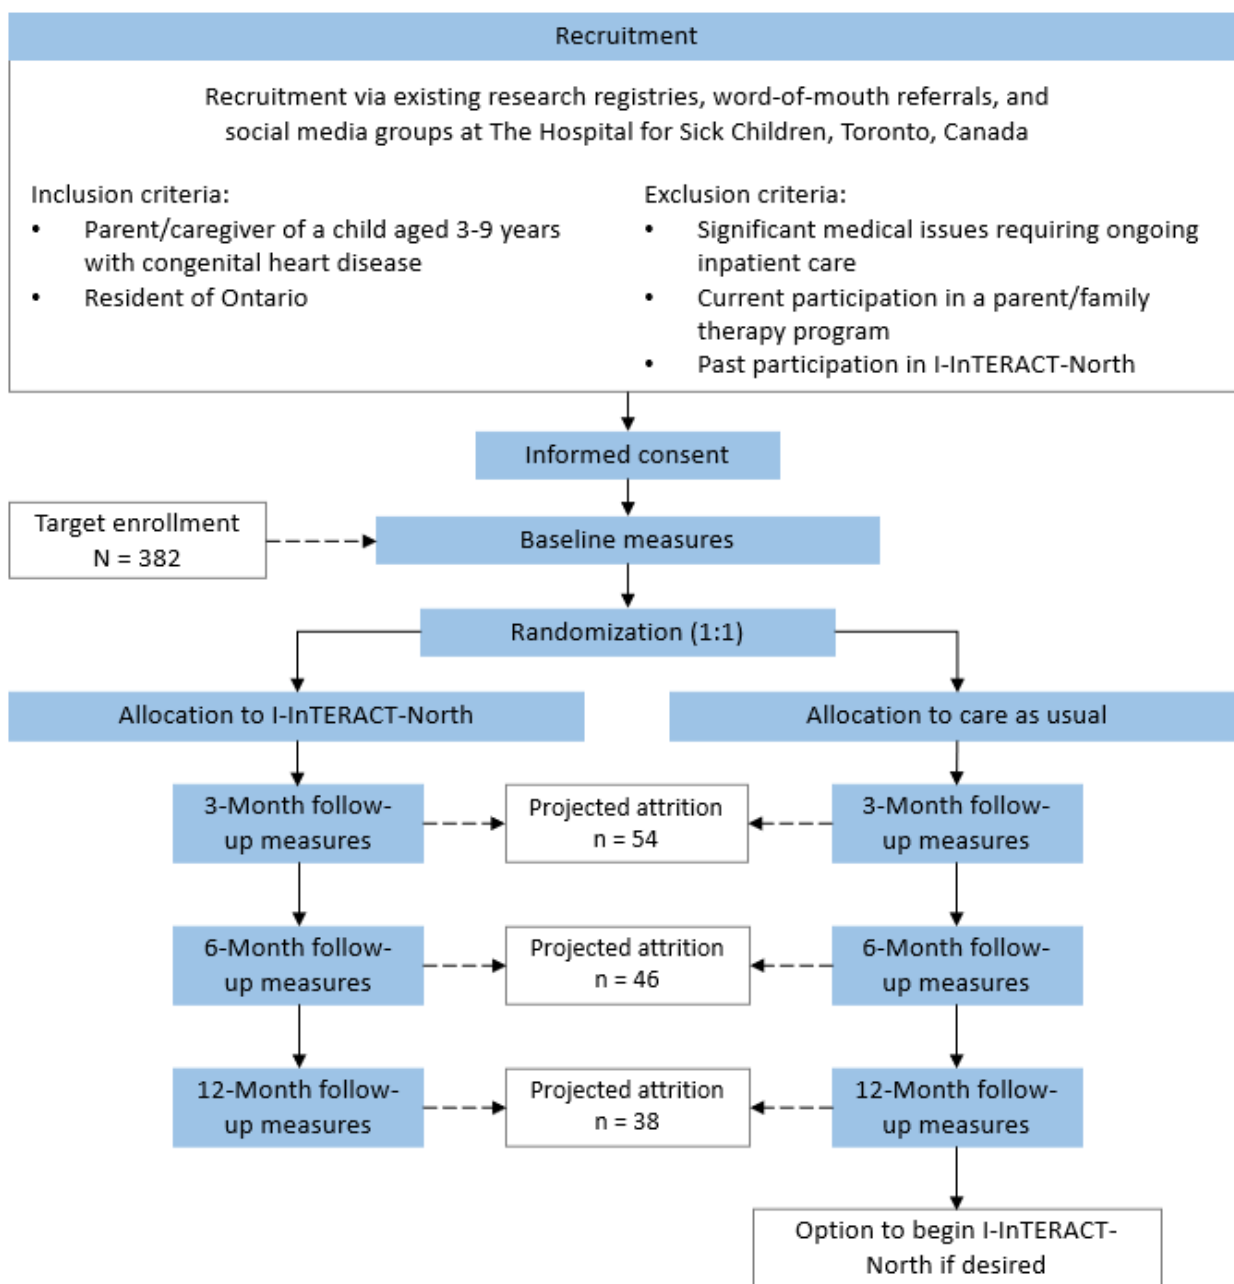 Recruitment
Recruitment via existing research registries, word-of-mouth referrals, and
social media groups at The Hospital for Sick Children, Toronto, Canada
Inclusion criteria:
• Parent/caregiver of a child aged 3-9 years
with congenital heart disease
• Resident of Ontario
Exclusion criteria:
• Significant medical issues requiring ongoing
inpatient care
• Current participation in a parent/family
therapy program
• Past participation in I-InTERACT-North
Informed consent
Target enrollment
N = 382
Baseline measures
Randomization (1:1)
Allocation to I-InTERACT-North
Allocation to care as usual
3-Month follow-
up measures
Projected attrition
n = 54
3-Month follow-
up measures
6-Month follow-
up measures
Projected attrition
n = 46
6-Month follow-
up measures
12-Month follow-
up measures
Projected attrition
n = 38
12-Month follow-
up measures
Option to begin I-InTERACT-
North if desired